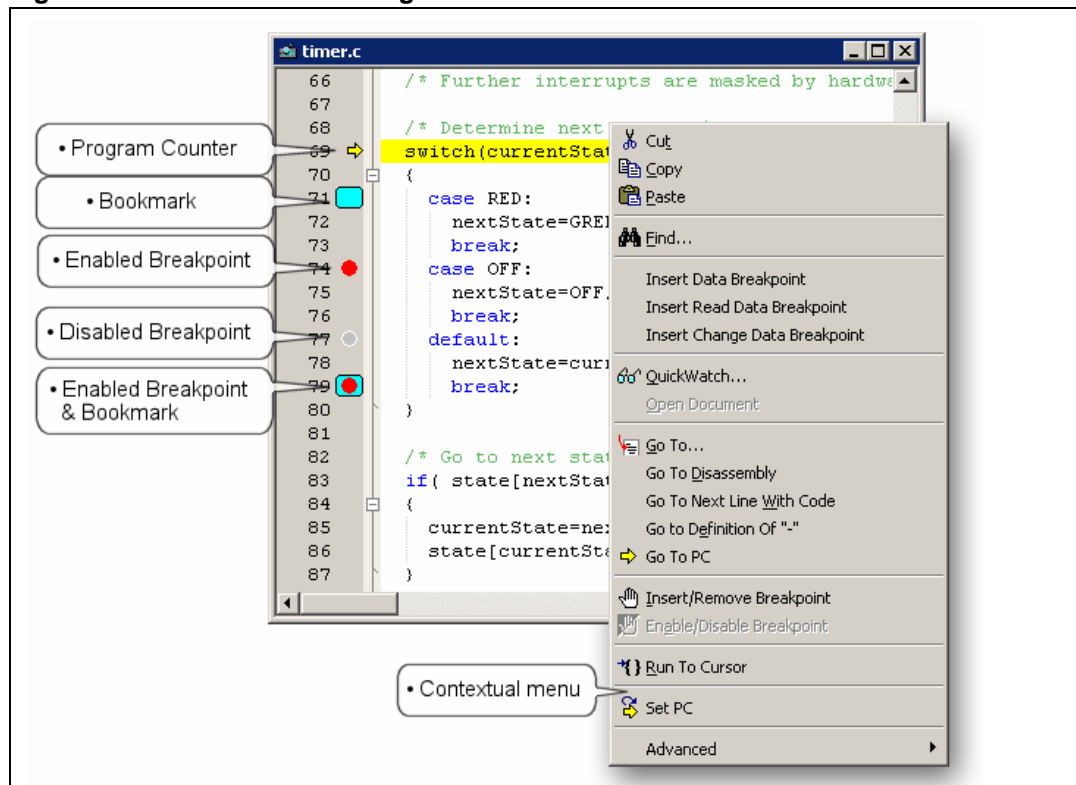 timer.c
66 /* Further interrupts are masked by hardwa
67
68 /* Determine next
69 switch(currentStat
70 {
71 case RED:
72 nextState=GREE
73 break;
74 case OFF:
75 nextState=OFF
76 break;
77 default:
78 nextState=curr
79 break;
80 }
81
82 /* Go to next stat
83 if( state[nextStat
84 {
85 currentState=nex
86 state[currentSta
87 }
• Program Counter
• Bookmark
• Enabled Breakpoint
• Disabled Breakpoint
• Enabled Breakpoint
& Bookmark
Cut
Copy
Paste
Find...
Insert Data Breakpoint
Insert Read Data Breakpoint
Insert Change Data Breakpoint
QuickWatch...
Open Document
Go To...
Go To Disassembly
Go To Next Line With Code
Go to Definition Of "-"
Go To PC
Insert/Remove Breakpoint
Enable/Disable Breakpoint
Run To Cursor
Set PC
Advanced
• Contextual menu